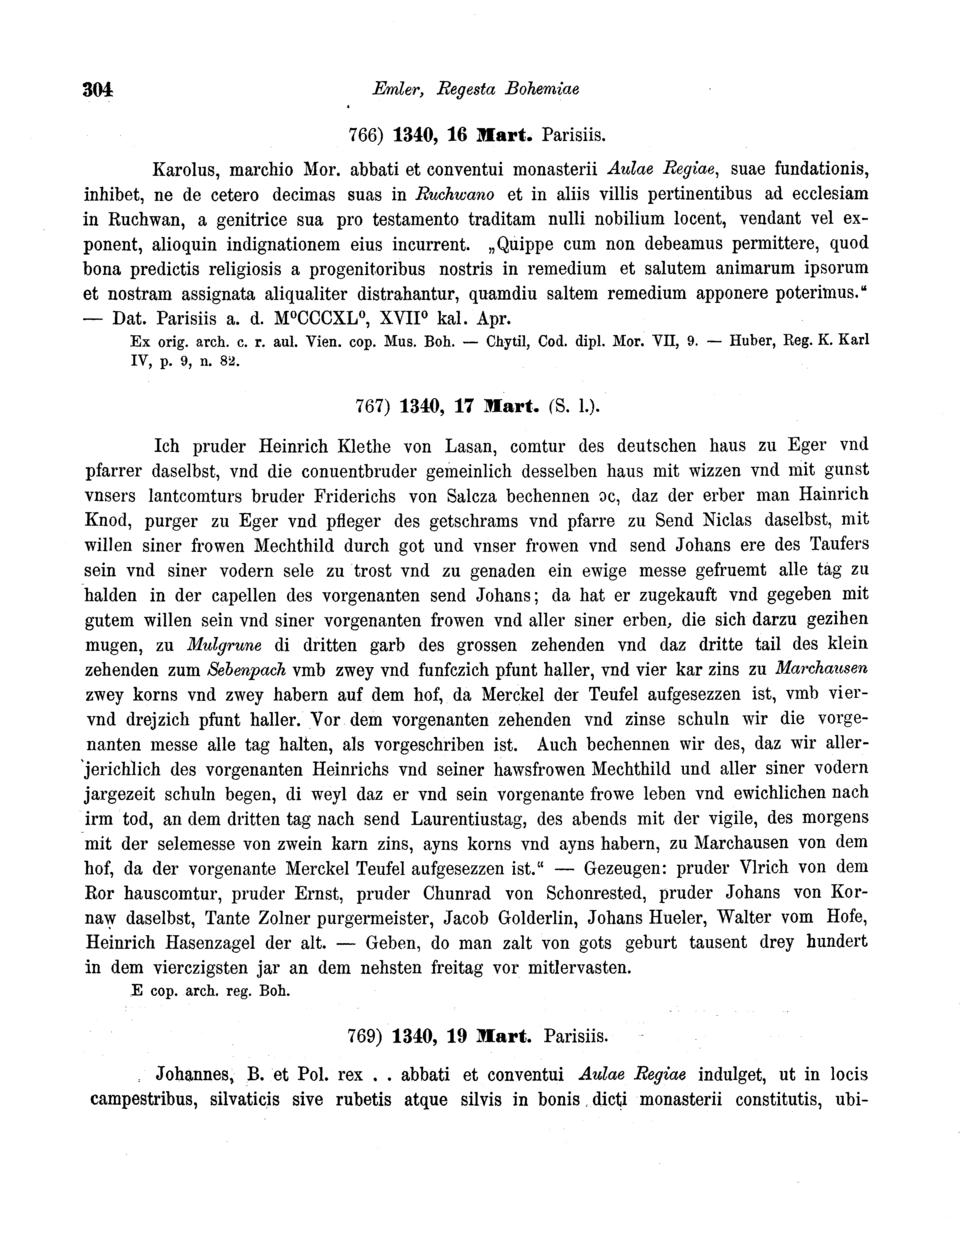 304 Emler, Regesta Bohemiae
766) 1340, 16 Mart. Parisiis.
Karolus, marchio Mor. abbati et conventui monasterii Aulae Regiae, suae fundationis,
inhibet, ne de cetero decimas suas in Ruchwano et in aliis villis pertinentibus ad ecclesiam
in Ruchwan, a genitrice sua pro testamento traditam nulli nobilium locent, vendant vel ex-
ponent, alioquin indignationem eius incurrent. „Quippe cum non debeamus permittere, quod
bona predictis religiosis a progenitoribus nostris in remedium et salutem animarum ipsorum
et nostram assignata aliqualiter distrahantur, quamdiu saltem remedium apponere poterimus.“
— Dat. Parisiis a. d. M⁰CCCXL⁰, XVII⁰ kal. Apr.
Ex orig. arch. c. r. aul. Vien. cop. Mus. Boh. — Chytil, Cod. dipl. Mor. VII, 9. — Huber, Reg. K. Karl
IV, p. 9, n. 82.
767) 1340, 17 Mart. (S. l.).
Ich pruder Heinrich Klethe von Lasan, comtur des deutschen haus zu Eger vnd
pfarrer daselbst, vnd die conuentbruder gemeinlich desselben haus mit wizzen vnd mit gunst
vnsers lantcomturs bruder Friderichs von Salcza bechennen ꝛc, daz der erber man Hainrich
Knod, purger zu Eger vnd pfleger des getschrams vnd pfarre zu Send Niclas daselbst, mit
willen siner frowen Mechthild durch got und vnser frowen vnd send Johans ere des Taufers
sein vnd siner vodern sele zu trost vnd zu genaden ein ewige messe gefruemt alle tag zu
halden in der capellen des vorgenanten send Johans; da hat er zugekauft vnd gegeben mit
gutem willen sein vnd siner vorgenanten frowen vnd aller siner erben, die sich darzu gezihen
mugen, zu Mulgrune di dritten garb des grossen zehenden vnd daz dritte tail des klein
zehenden zum Sebenpach vmb zwey vnd funfczich pfunt haller, vnd vier kar zins zu Marchausen
zwey korns vnd zwey habern auf dem hof, da Merckel der Teufel aufgesezzen ist, vmb vier-
vnd drejzich pfunt haller. Vor dem vorgenanten zehenden vnd zinse schuln wir die vorge-
nanten messe alle tag halten, als vorgeschriben ist. Auch bechennen wir des, daz wir aller-
jerichlich des vorgenanten Heinrichs vnd seiner hawsfrowen Mechthild und aller siner vodern
jargezeit schuln begen, di weyl daz er vnd sein vorgenante frowe leben vnd ewichlichen nach
irm tod, an dem dritten tag nach send Laurentiustag, des abends mit der vigile, des morgens
mit der selemesse von zwein karn zins, ayns korns vnd ayns habern, zu Marchausen von dem
hof, da der vorgenante Merckel Teufel aufgesezzen ist.“ — Gezeugen: pruder Vlrich von dem
Ror hauscomtur, pruder Ernst, pruder Chunrad von Schonrested, pruder Johans von Kor-
naw daselbst, Tante Zolner purgermeister, Jacob Golderlin, Johans Hueler, Walter vom Hofe,
Heinrich Hasenzagel der alt. — Geben, do man zalt von gots geburt tausent drey hundert
in dem vierczigsten jar an dem nehsten freitag vor mitlervasten.
E cop. arch. reg. Boh.
769) 1340, 19 Mart. Parisiis.
Johannes, B. et Pol. rex . . abbati et conventui Aulae Regiae indulget, ut in locis
campestribus, silvaticis sive rubetis atque silvis in bonis dicti monasterii constitutis, ubi-